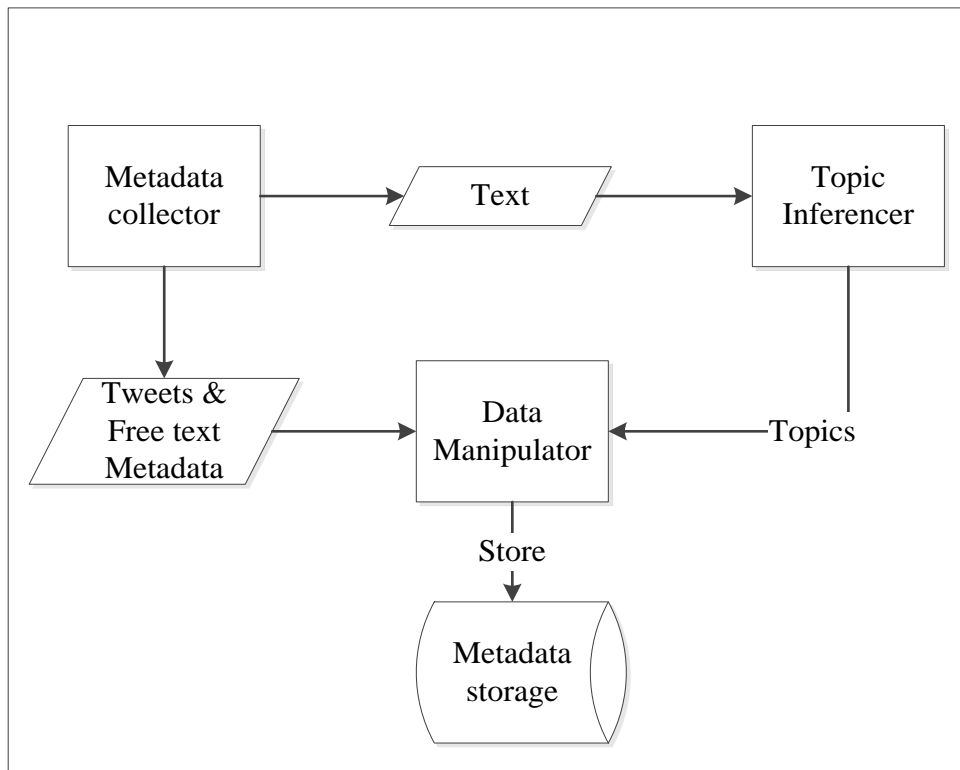 Metadata
collector
Text
Topic
Inferencer
Tweets &
Free text
Metadata
Data
Manipulator
Topics
Store
Metadata
storage